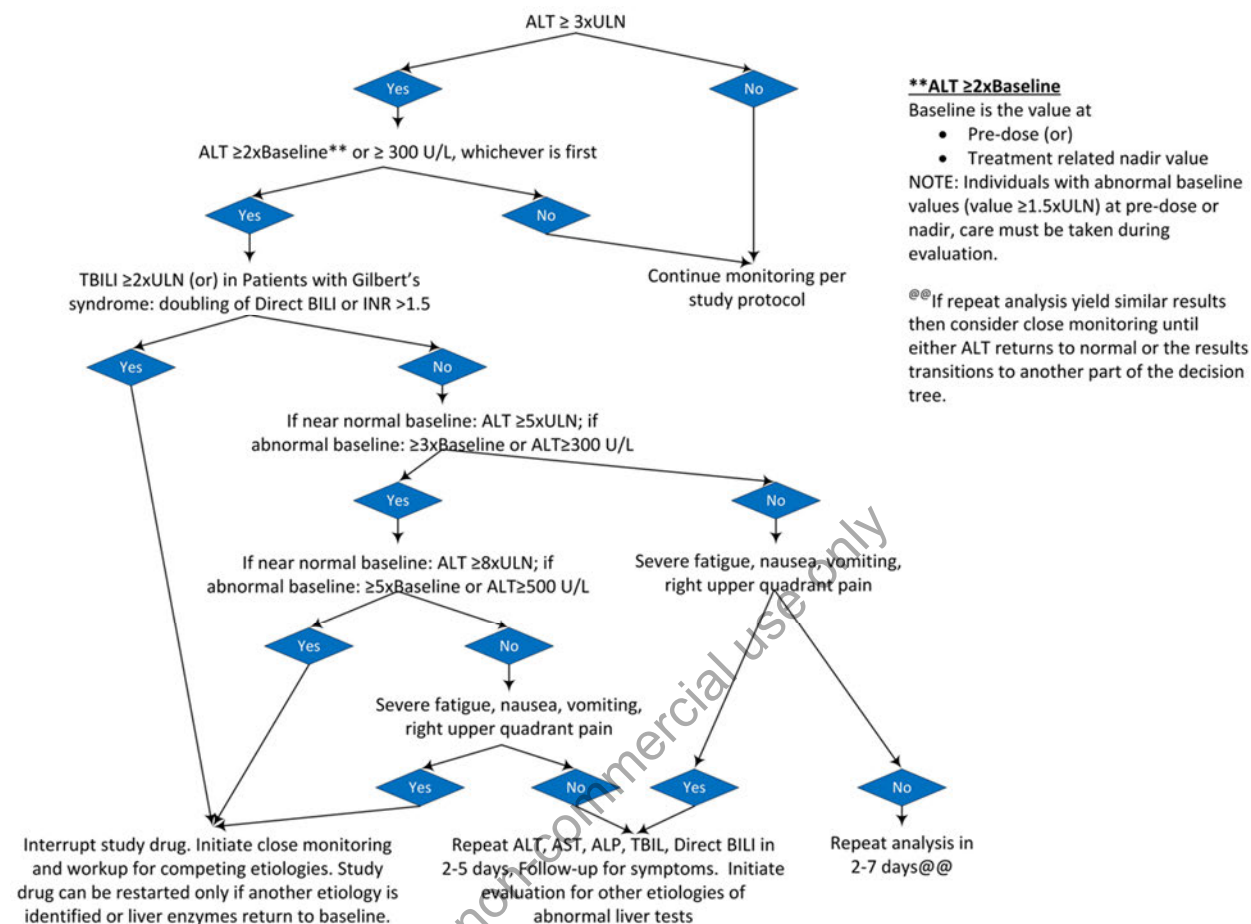 ALT ≥ 3xULN
Yes
No
ALT ≥2xBaseline** or ≥ 300 U/L, whichever is first
Yes
No
TBILI ≥2xULN (or) in Patients with Gilbert's
syndrome: doubling of Direct BILI or INR >1.5
Continue monitoring per
study protocol
Yes
No
If near normal baseline: ALT ≥5xULN; if
abnormal baseline: ≥3xBaseline or ALT≥300 U/L
Yes
No
If near normal baseline: ALT ≥8xULN; if
abnormal baseline: ≥5xBaseline or ALT≥500 U/L
Severe fatigue, nausea, vomiting,
right upper quadrant pain
Yes
No
Severe fatigue, nausea, vomiting,
right upper quadrant pain
Yes
No
Yes
No
Interrupt study drug. Initiate close monitoring
and workup for competing etiologies. Study
drug can be restarted only if another etiology is
identified or liver enzymes return to baseline.
Repeat ALT, AST, ALP, TBIL, Direct BILI in
2-5 days. Follow-up for symptoms. Initiate
evaluation for other etiologies of
abnormal liver tests
Repeat analysis in
2-7 days@@
**ALT ≥2xBaseline
Baseline is the value at
• Pre-dose (or)
• Treatment related nadir value
NOTE: Individuals with abnormal baseline
values (value ≥1.5xULN) at pre-dose or
nadir, care must be taken during
evaluation.
@@If repeat analysis yield similar results
then consider close monitoring until
either ALT returns to normal or the results
transitions to another part of the decision
tree.
non-commercial use only